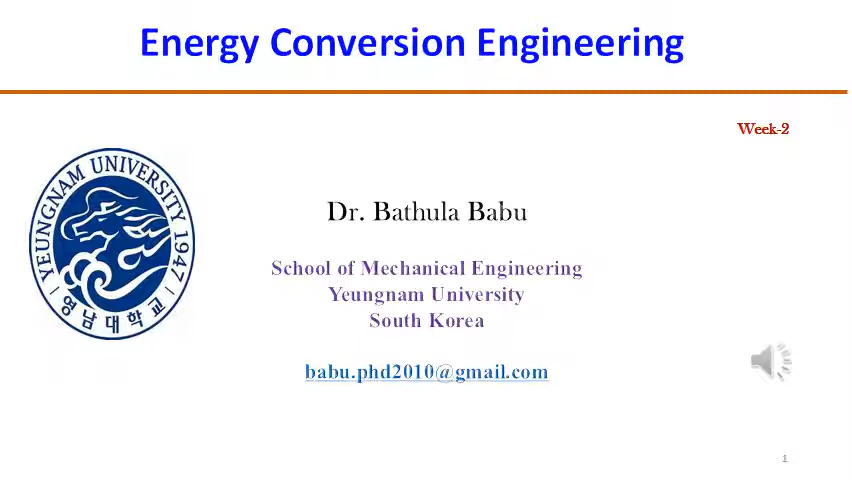 Energy Conversion Engineering
Week-2
YEUNGNAM UNIVERSITY 1947
영남대학교
Dr. Bathula Babu
School of Mechanical Engineering
Yeungnam University
South Korea
babu.phd2010@gmail.com
1